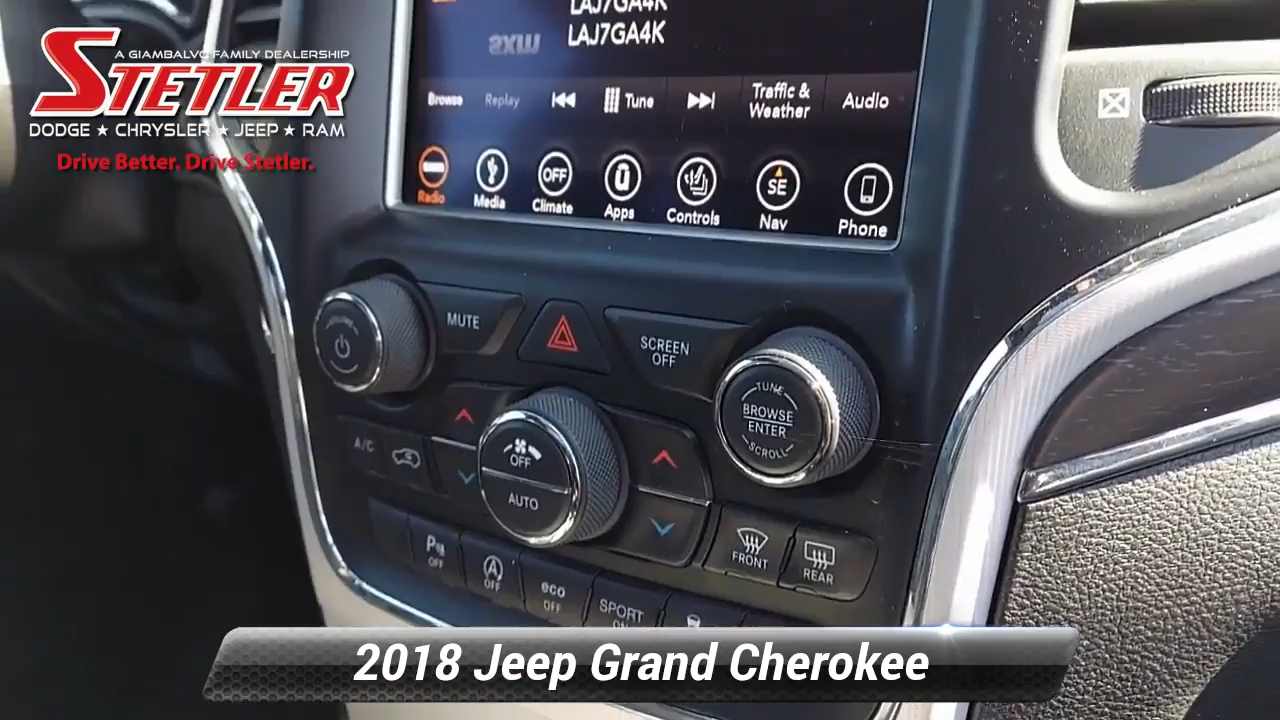 LAJ7GA4K
SXM LAJ7GA4K
A GIAMBALVO FAMILY DEALERSHIP
STETLER
DODGE ★ CHRYSLER ★ JEEP ★ RAM
Drive Better. Drive Stetler.
Browse Replay Tune Traffic & Weather Audio
OFF SE
Radio Media Climate Apps Controls Nav Phone
MUTE
SCREEN
OFF
TUNE
BROWSE
ENTER
SCROLL
A/C
OFF
AUTO
FRONT
REAR
P OFF
A OFF
eco
OFF
SPORT
ON
2018 Jeep Grand Cherokee